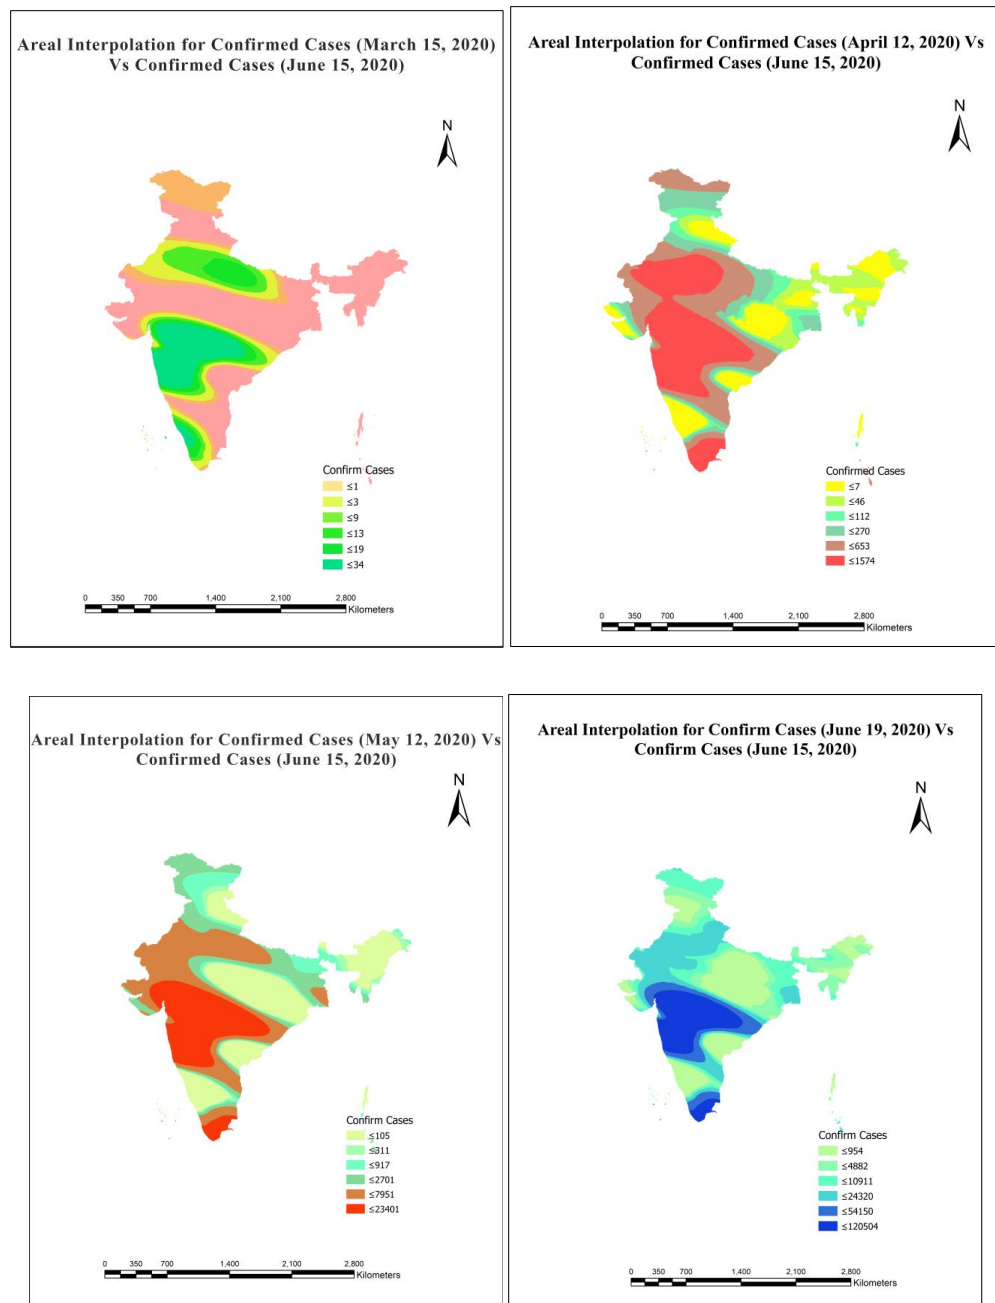 Areal Interpolation for Confirmed Cases (March 15, 2020)
Vs Confirmed Cases (June 15, 2020)
N
Confirm Cases
≤1
≤3
≤9
≤13
≤19
≤34
0 350 700 1,400 2,100 2,800
Kilometers
Areal Interpolation for Confirmed Cases (April 12, 2020) Vs
Confirmed Cases (June 15, 2020)
N
Confirmed Cases
≤7
≤46
≤112
≤270
≤653
≤1574
0 350 700 1,400 2,100 2,800
Kilometers
Areal Interpolation for Confirmed Cases (May 12, 2020) Vs
Confirmed Cases (June 15, 2020)
N
Confirm Cases
≤105
≤311
≤917
≤2701
≤7951
≤23401
0 350 700 1,400 2,100 2,800
Kilometers
Areal Interpolation for Confirm Cases (June 19, 2020) Vs
Confirm Cases (June 15, 2020)
N
Confirm Cases
≤954
≤4882
≤10911
≤24320
≤54150
≤120504
0 350 700 1,400 2,100 2,800
Kilometers